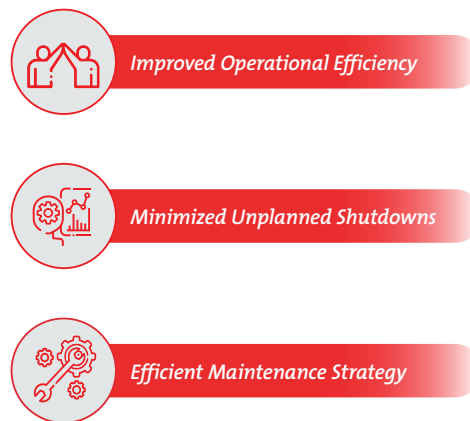 Improved Operational Efficiency
Minimized Unplanned Shutdowns
Efficient Maintenance Strategy